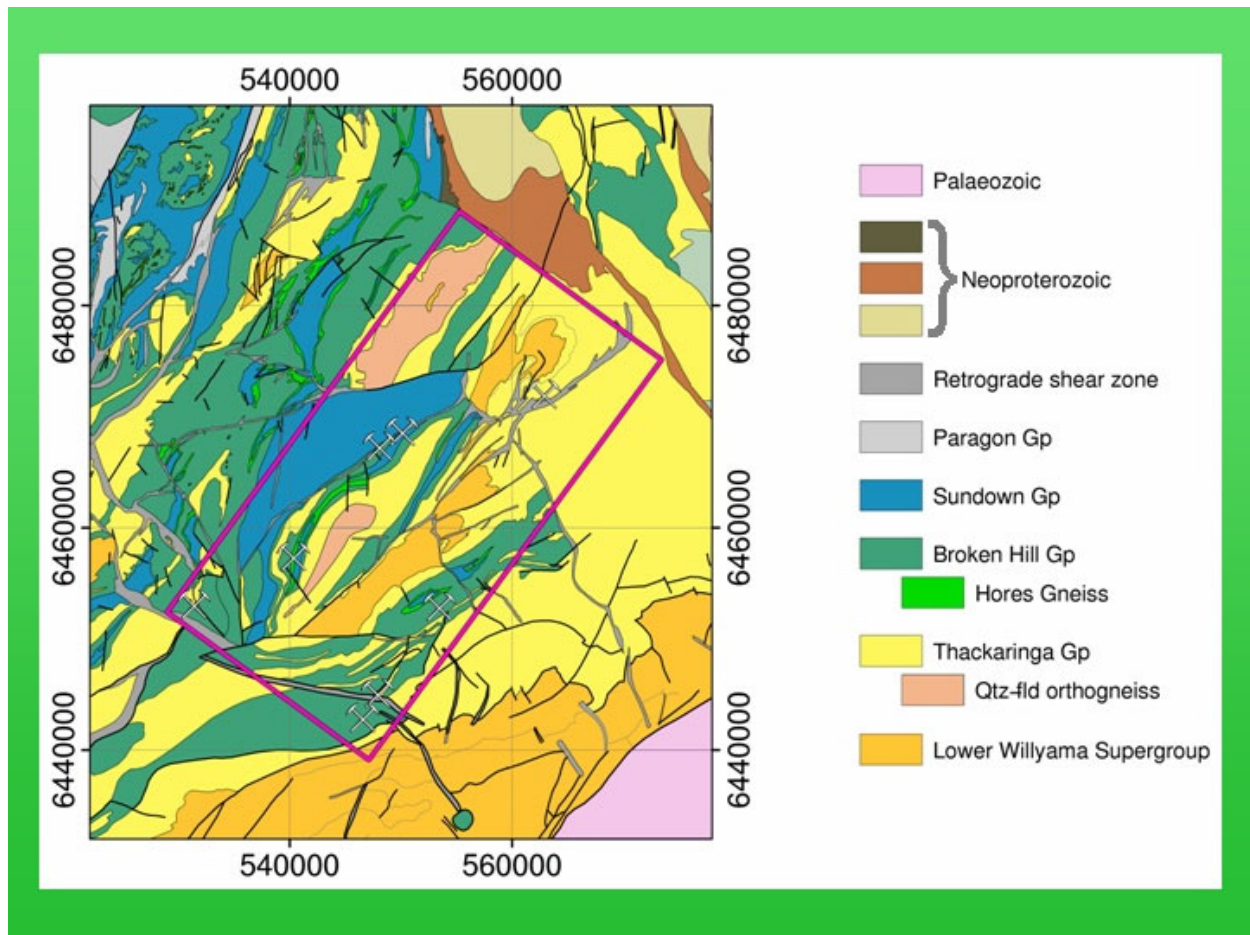 540000 560000
6480000 6480000
6460000 6460000
6440000 6440000
540000 560000
Palaeozoic
Neoproterozoic
Retrograde shear zone
Paragon Gp
Sundown Gp
Broken Hill Gp
Hores Gneiss
Thackaringa Gp
Qtz-fld orthogneiss
Lower Willyama Supergroup